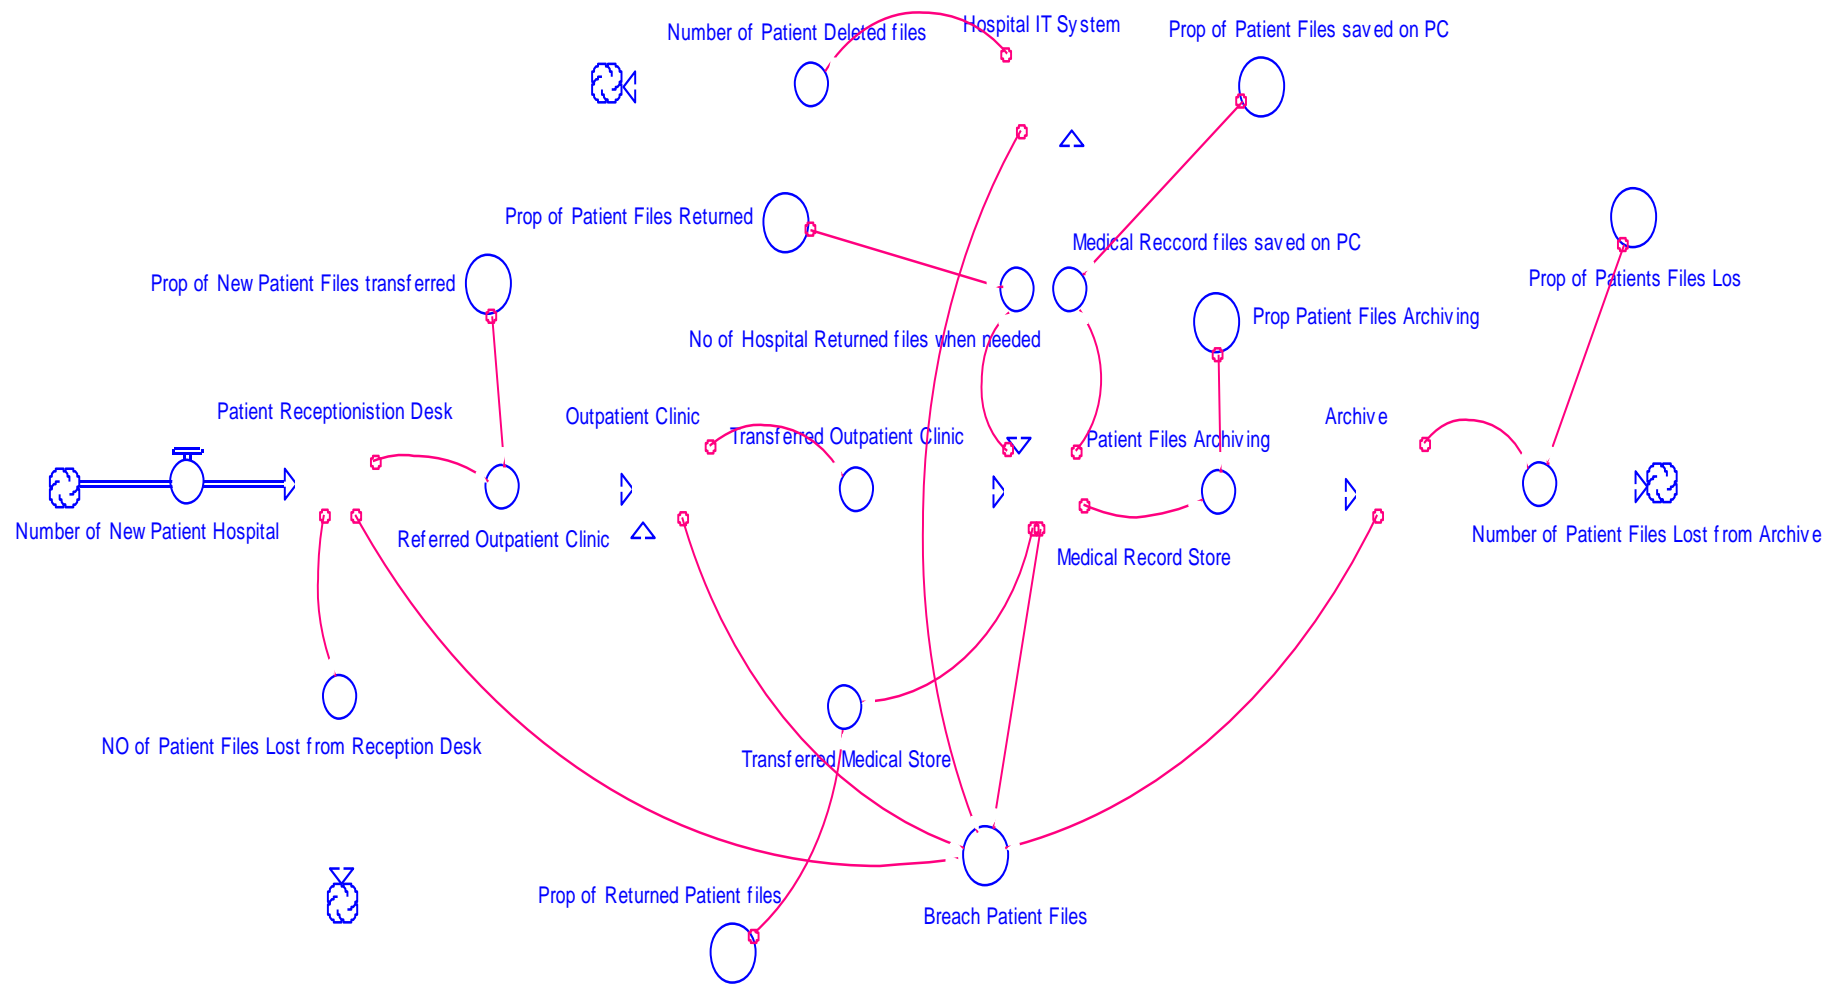 Hospital IT System
Prop of Patient Files saved on PC
Number of Patient Deleted files
Prop of Patient Files Returned
Medical Reccord files saved on PC
Prop of New Patient Files transferred
Prop of Patients Files Los
Prop Patient Files Archiving
No of Hospital Returned files when needed
Patient Receptionistion Desk
Outpatient Clinic
Archive
Transferred Outpatient Clinic
Patient Files Archiving
Number of New Patient Hospital
Referred Outpatient Clinic
Number of Patient Files Lost from Archive
Medical Record Store
NO of Patient Files Lost from Reception Desk
Transferred Medical Store
Prop of Returned Patient files
Breach Patient Files